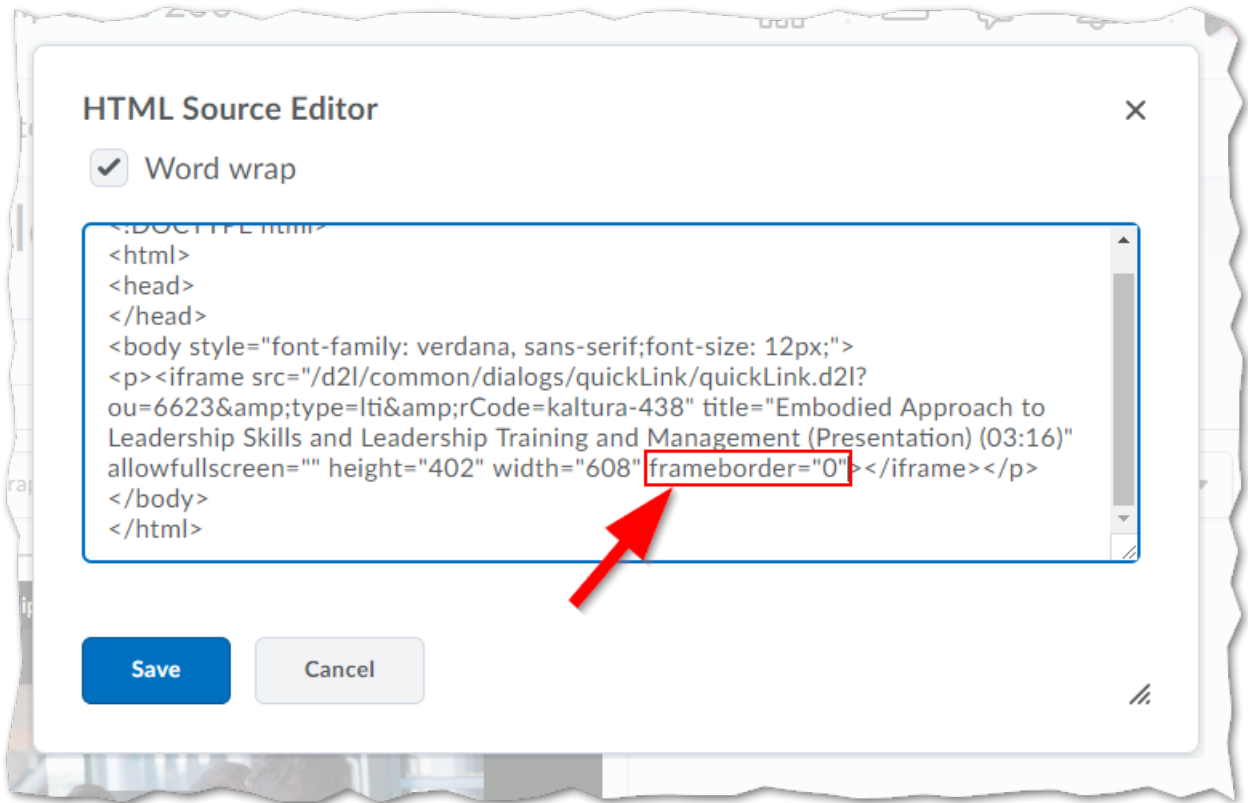 HTML Source Editor
Word wrap
<!DOCTYPE html>
<html>
<head>
</head>
<body style="font-family: verdana, sans-serif;font-size: 12px;">
<p><iframe src="/d2l/common/dialogs/quickLink/quickLink.d2l?
ou=6623&amp;type=lti&amp;rCode=kaltura-438" title="Embodied Approach to
Leadership Skills and Leadership Training and Management (Presentation) (03:16)"
allowfullscreen="" height="402" width="608" frameborder="0"></iframe></p>
</body>
</html>
Save
Cancel